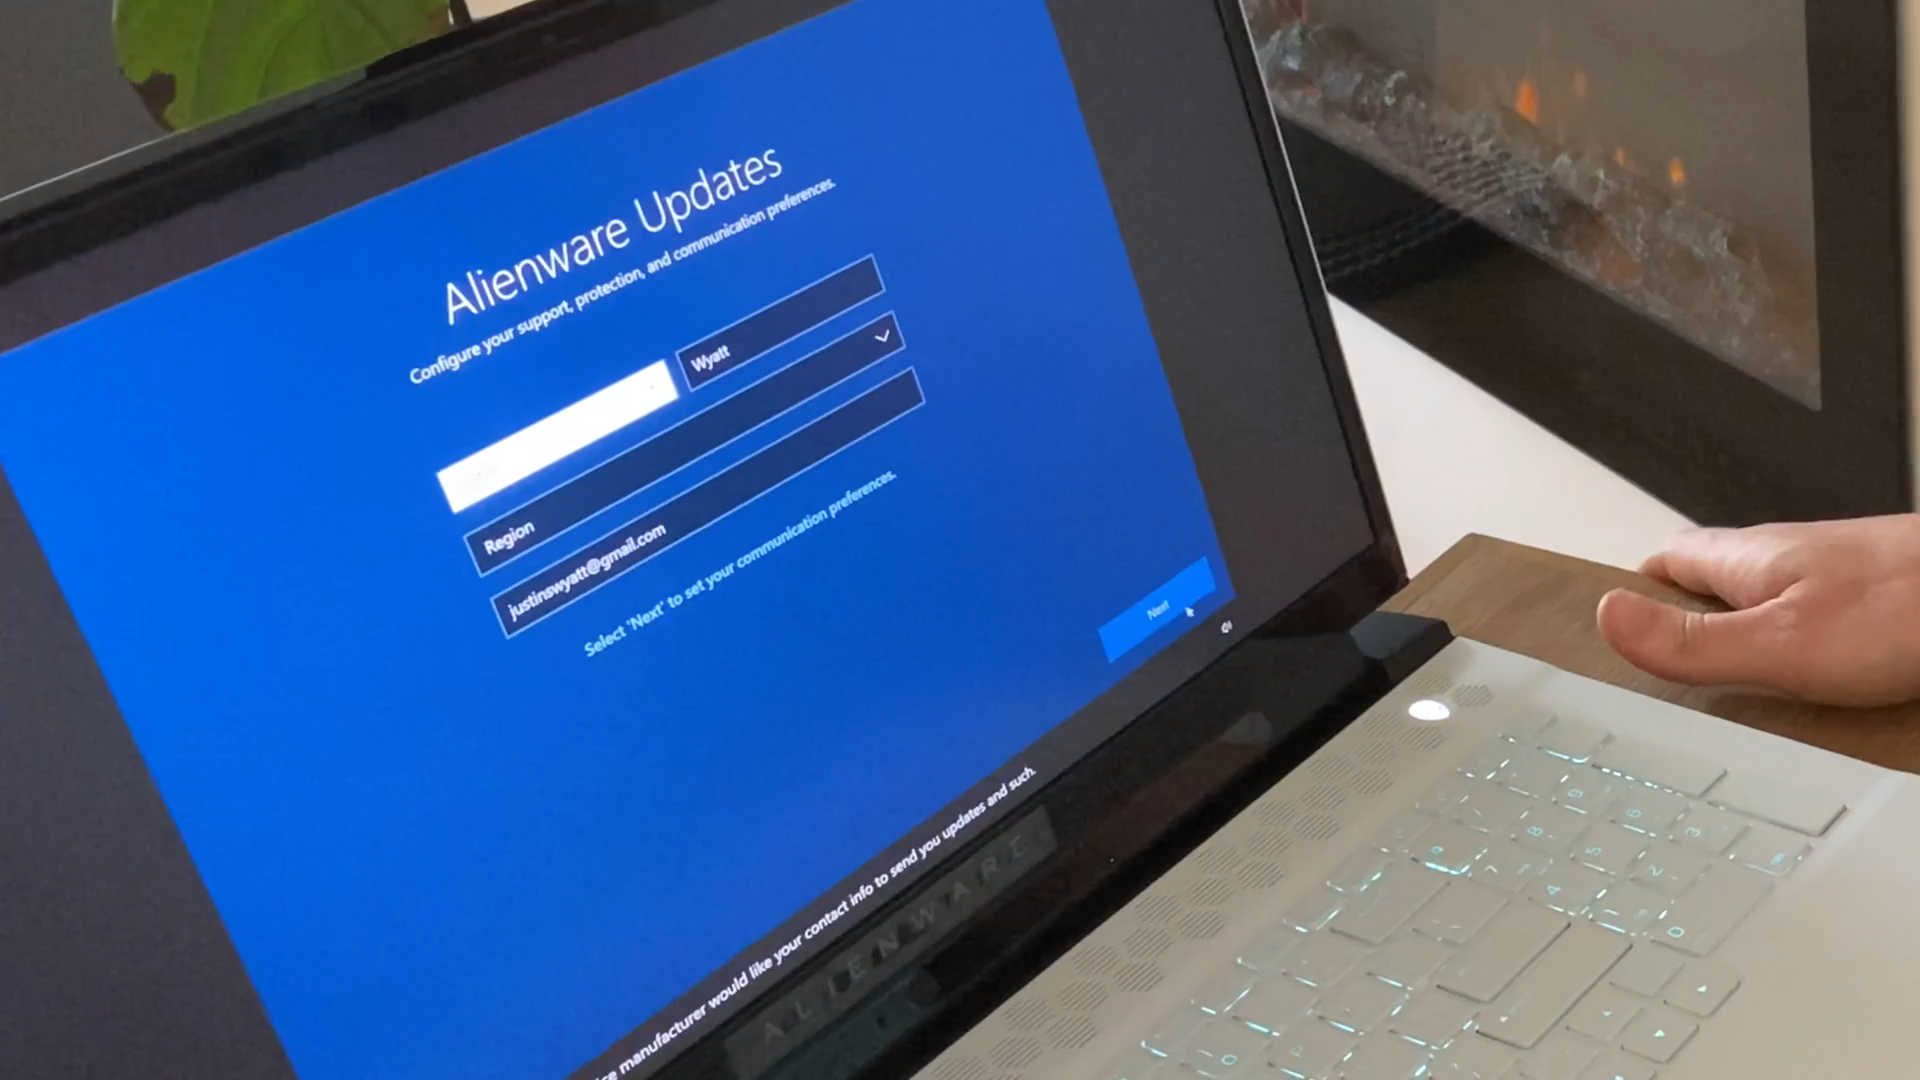 Alienware Updates
Configure your support, protection, and communication preferences.
Wyatt
Region
justinswyatt@gmail.com
Select 'Next' to set your communication preferences.
Next
manufacturer would like your contact info to send you updates and such.
ALIENWARE